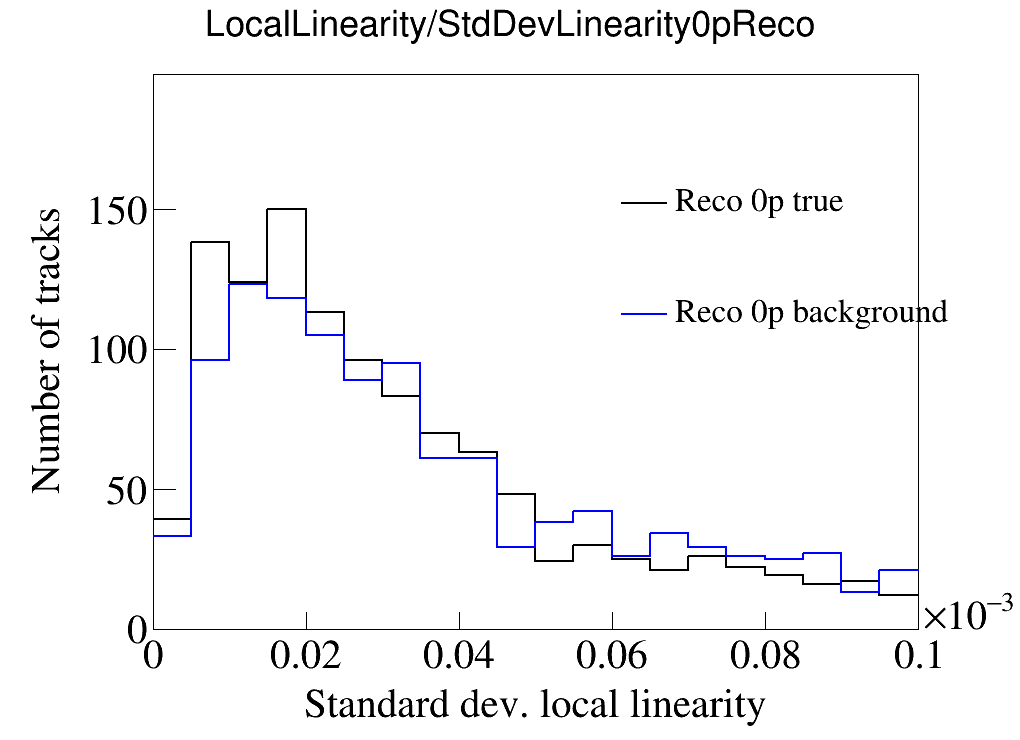 LocalLinearity/StdDevLinearity0pReco
Number of tracks
150
100
50
0
Reco 0p true
Reco 0p background
0 0.02 0.04 0.06 0.08 0.1
×10⁻³
Standard dev. local linearity